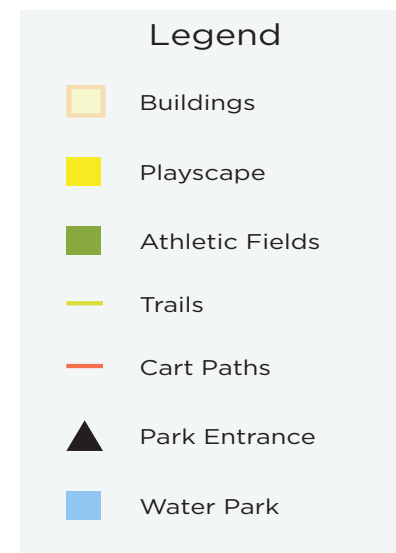 Legend
Buildings
Playscape
Athletic Fields
Trails
Cart Paths
Park Entrance
Water Park